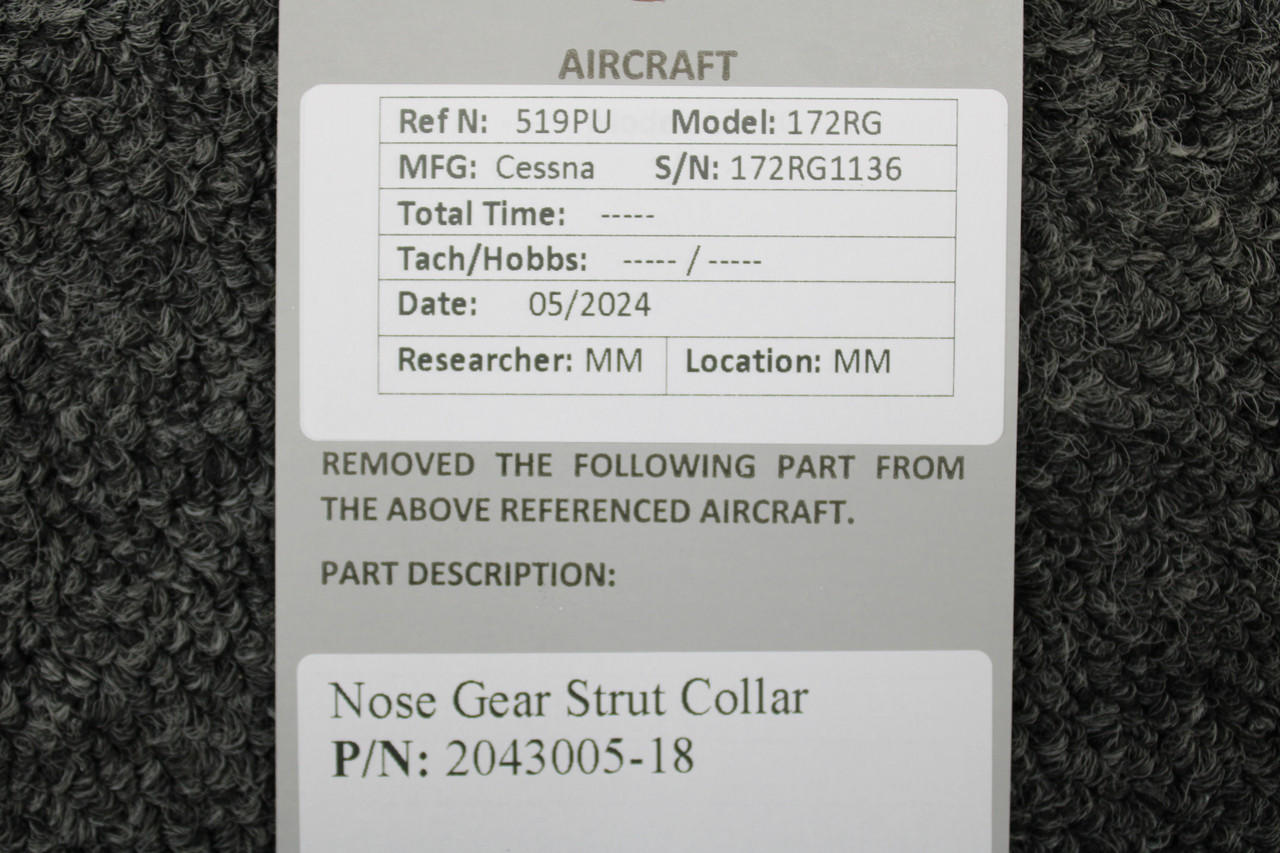 AIRCRAFT
Ref N: 519PU Model: 172RG
MFG: Cessna S/N: 172RG1136
Total Time: -----
Tach/Hobbs: ----- / -----
Date: 05/2024
Researcher: MM Location: MM
REMOVED THE FOLLOWING PART FROM
THE ABOVE REFERENCED AIRCRAFT.
PART DESCRIPTION:
Nose Gear Strut Collar
P/N: 2043005-18